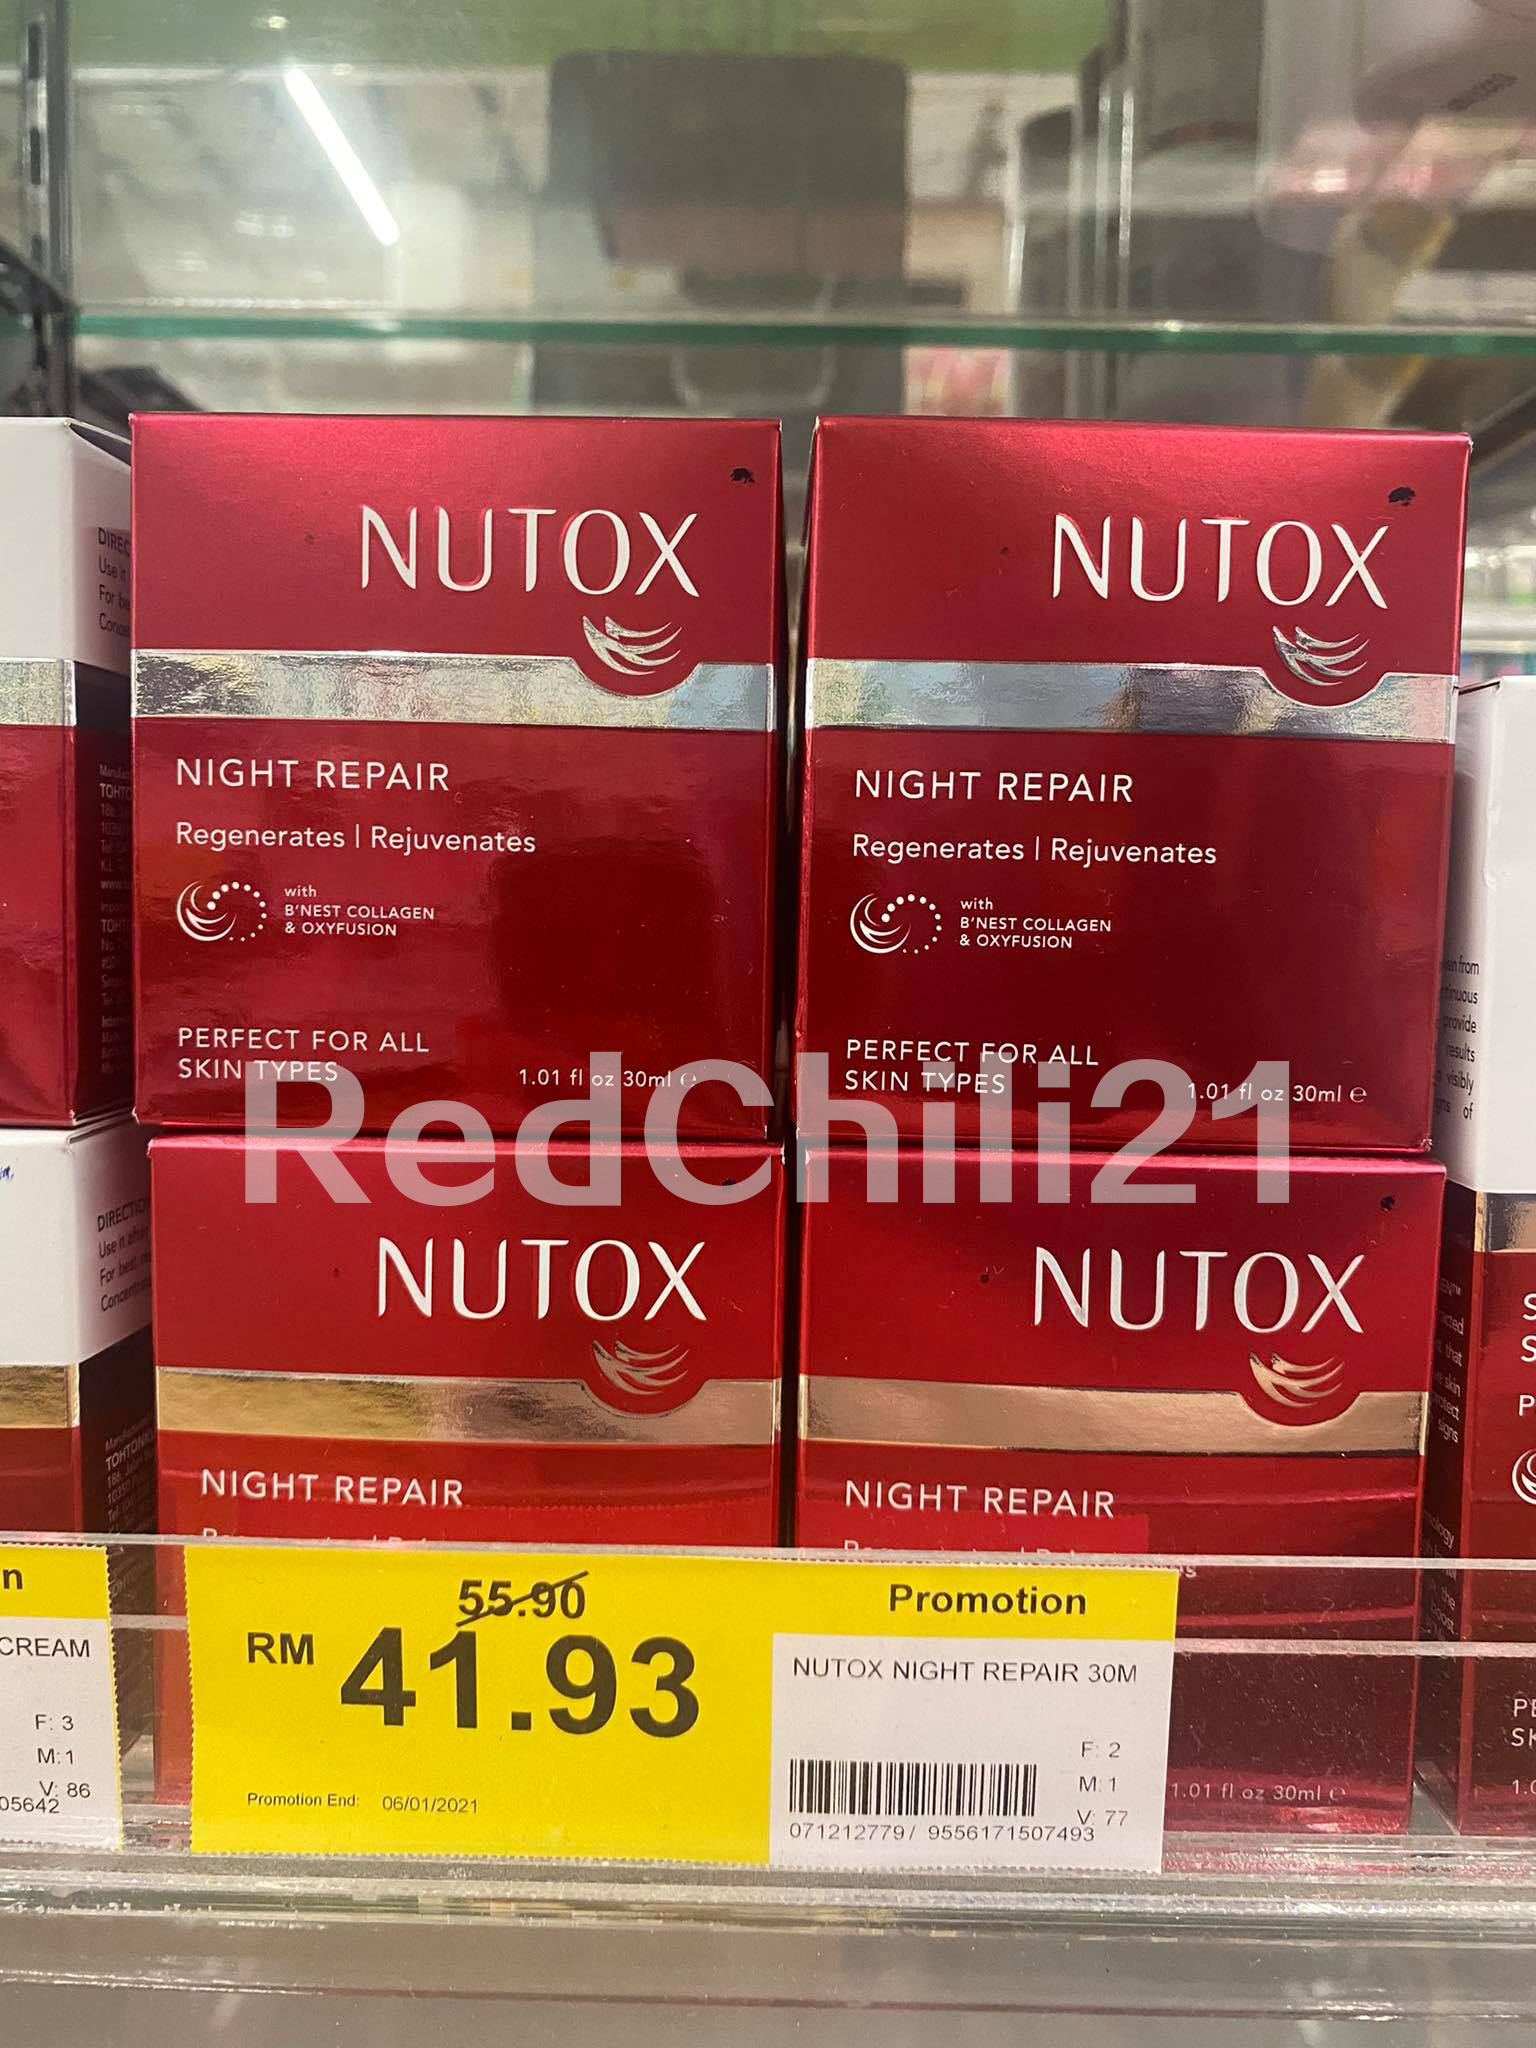 NUTOX
NIGHT REPAIR
Regenerates | Rejuvenates
with
B'NEST COLLAGEN
& OXYFUSION
PERFECT FOR ALL
SKIN TYPES
1.01 fl oz 30ml ℮
NUTOX
NIGHT REPAIR
Regenerates | Rejuvenates
with
B'NEST COLLAGEN
& OXYFUSION
PERFECT FOR ALL
SKIN TYPES
1.01 fl oz 30ml ℮
RedChili21
NUTOX
NIGHT REPAIR
NUTOX
NIGHT REPAIR
1.01 fl oz 30ml ℮
CREAM
F: 3
M:1
V: 86
05642
55.90
RM 41.93
Promotion End: 06/01/2021
Promotion
NUTOX NIGHT REPAIR 30M
F: 2
M:1
V: 77
071212779/ 9556171507493